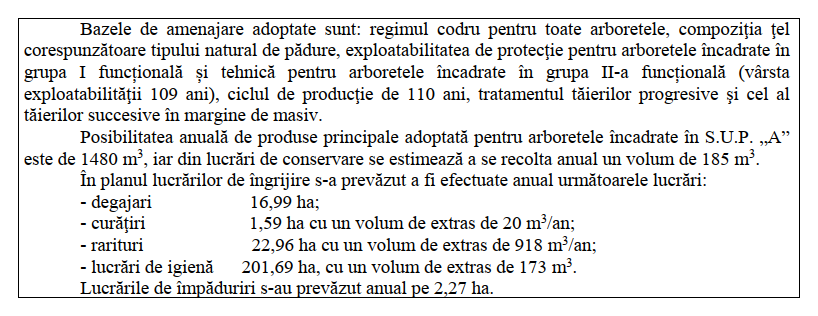 Bazele de amenajare adoptate sunt: regimul codru pentru toate arboretele, compoziţia ţel
corespunzătoare tipului natural de pădure, exploatabilitatea de protecţie pentru arboretele încadrate în
grupa I funcțională și tehnică pentru arboretele încadrate în grupa II-a funcțională (vârsta
exploatabilităţii 109 ani), ciclul de producţie de 110 ani, tratamentul tăierilor progresive şi cel al
tăierilor succesive în margine de masiv.
Posibilitatea anuală de produse principale adoptată pentru arboretele încadrate în S.U.P. „A”
este de 1480 m³, iar din lucrări de conservare se estimează a se recolta anual un volum de 185 m³.
În planul lucrărilor de îngrijire s-a prevăzut a fi efectuate anual următoarele lucrări:
- degajari 16,99 ha;
- curăţiri 1,59 ha cu un volum de extras de 20 m³/an;
- rarituri 22,96 ha cu un volum de extras de 918 m³/an;
- lucrări de igienă 201,69 ha, cu un volum de extras de 173 m³.
Lucrările de împăduriri s-au prevăzut anual pe 2,27 ha.